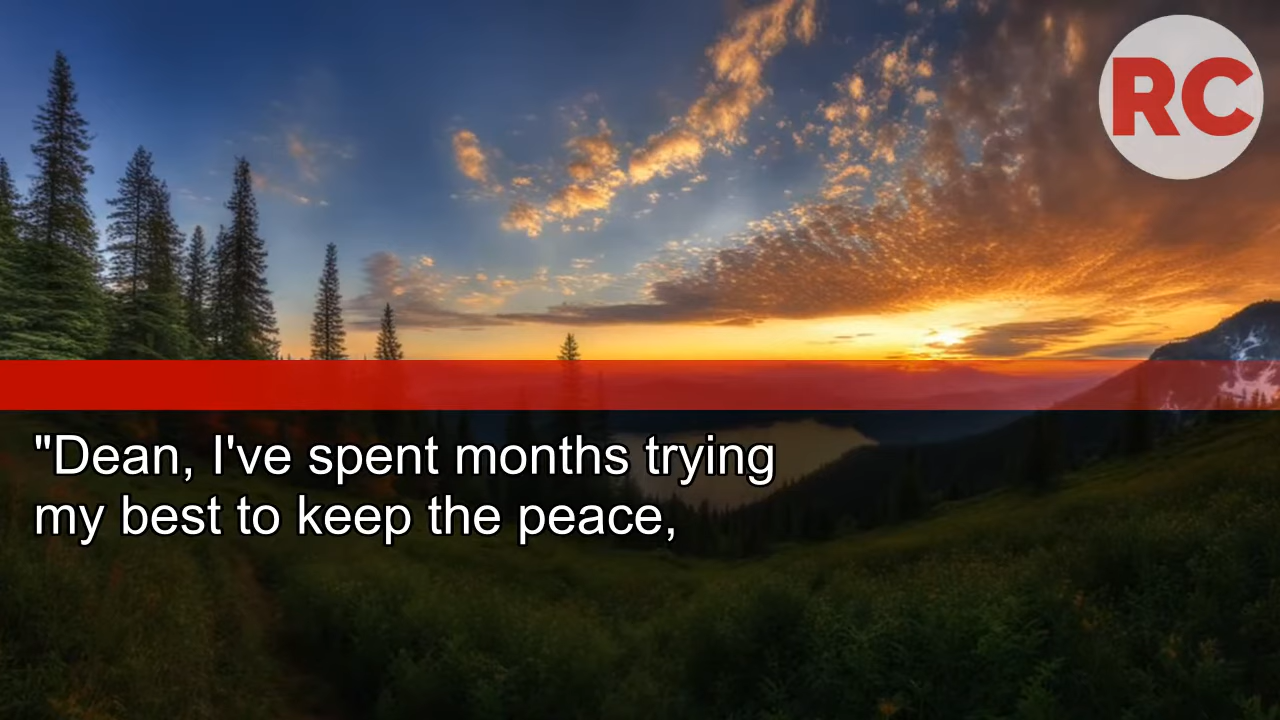 RC
"Dean, I've spent months trying
my best to keep the peace,